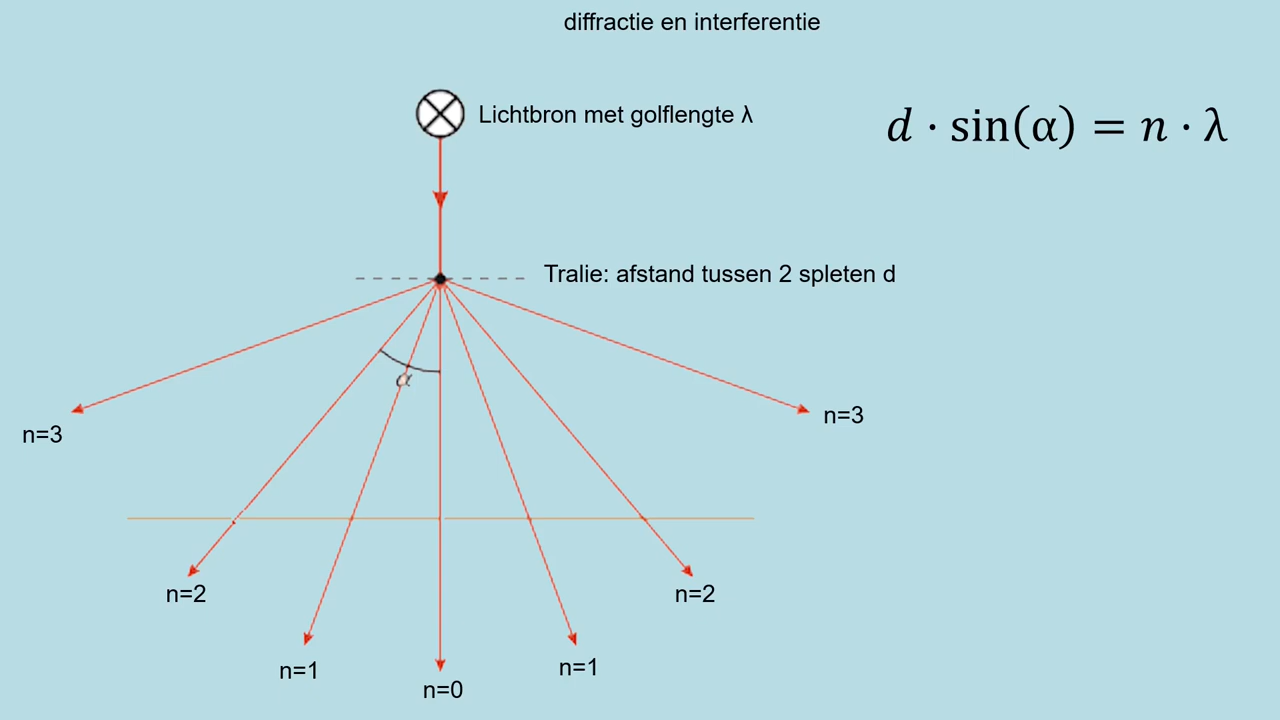 diffractie en interferentie
Lichtbron met golflengte λ
d · sin(α) = n · λ
Tralie: afstand tussen 2 spleten d
α
n=3
n=3
n=2
n=2
n=1
n=1
n=0